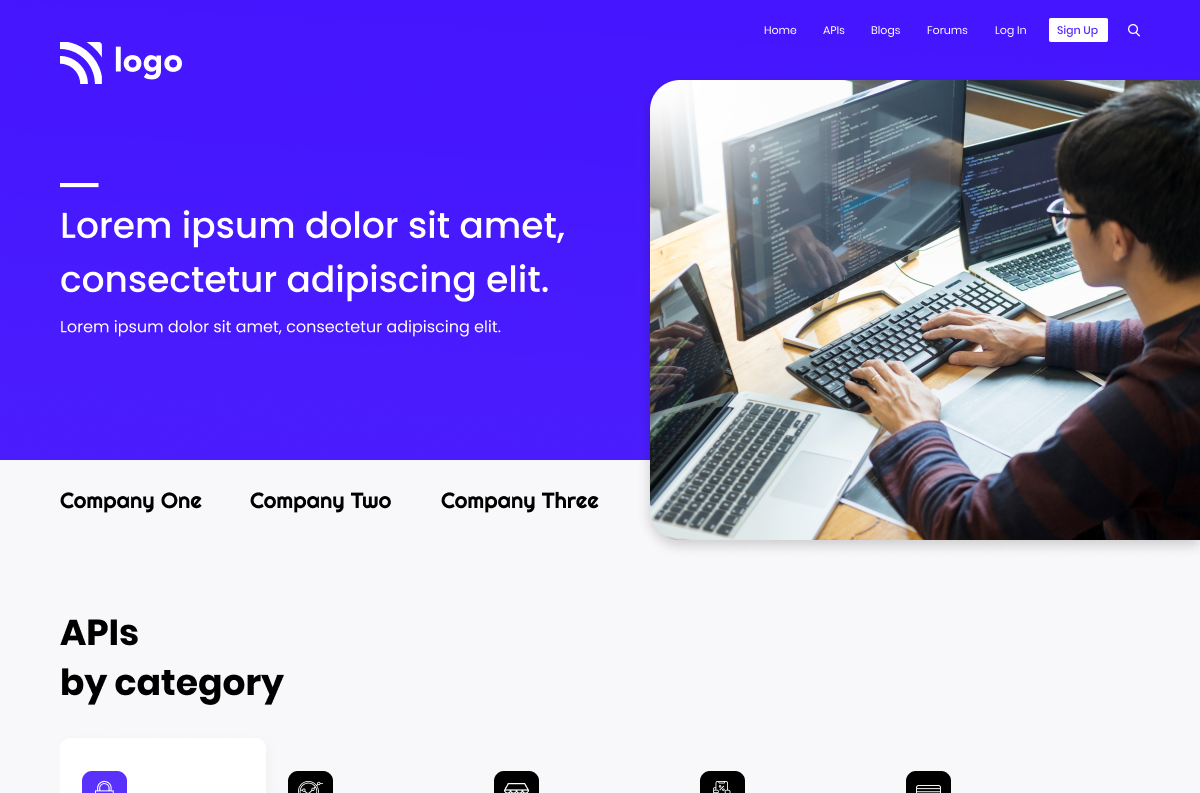 Home APIs Blogs Forums Log In Sign Up
logo
Lorem ipsum dolor sit amet,
consectetur adipiscing elit.
Lorem ipsum dolor sit amet, consectetur adipiscing elit.
Company One Company Two Company Three
APIs
by category